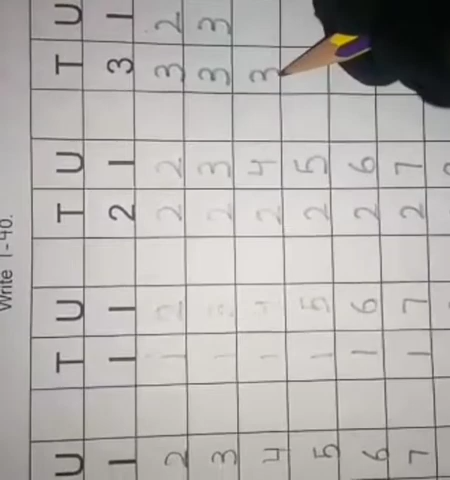 Write 1-40.
U T U T U T U
1 1 1 2 1 3 1
2 1 2 2 2 3 2
3 1 3 2 3 3 3
4 1 4 2 4 3
5 1 5 2 5
6 1 6 2 6
7 1 7 2 7